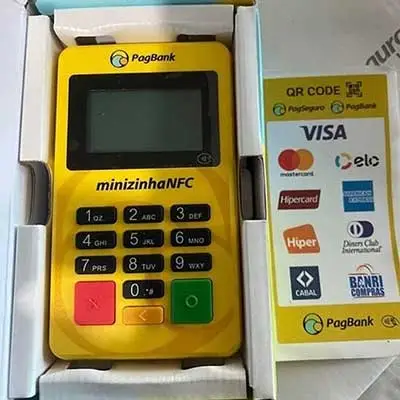 PagBank
minizinhaNFC
1 QZ
2 ABC
3 DEF
4 GHI
5 JKL
6 MNO
7 PRS
8 TUV
9 WXY
0 .*#
X
<
O
QR CODE
PagSeguro PagBank
VISA
mastercard
elo
Hipercard
AMERICAN EXPRESS
Hiper
Diners Club
International
CABAL
BANRI
COMPRAS
PagBank